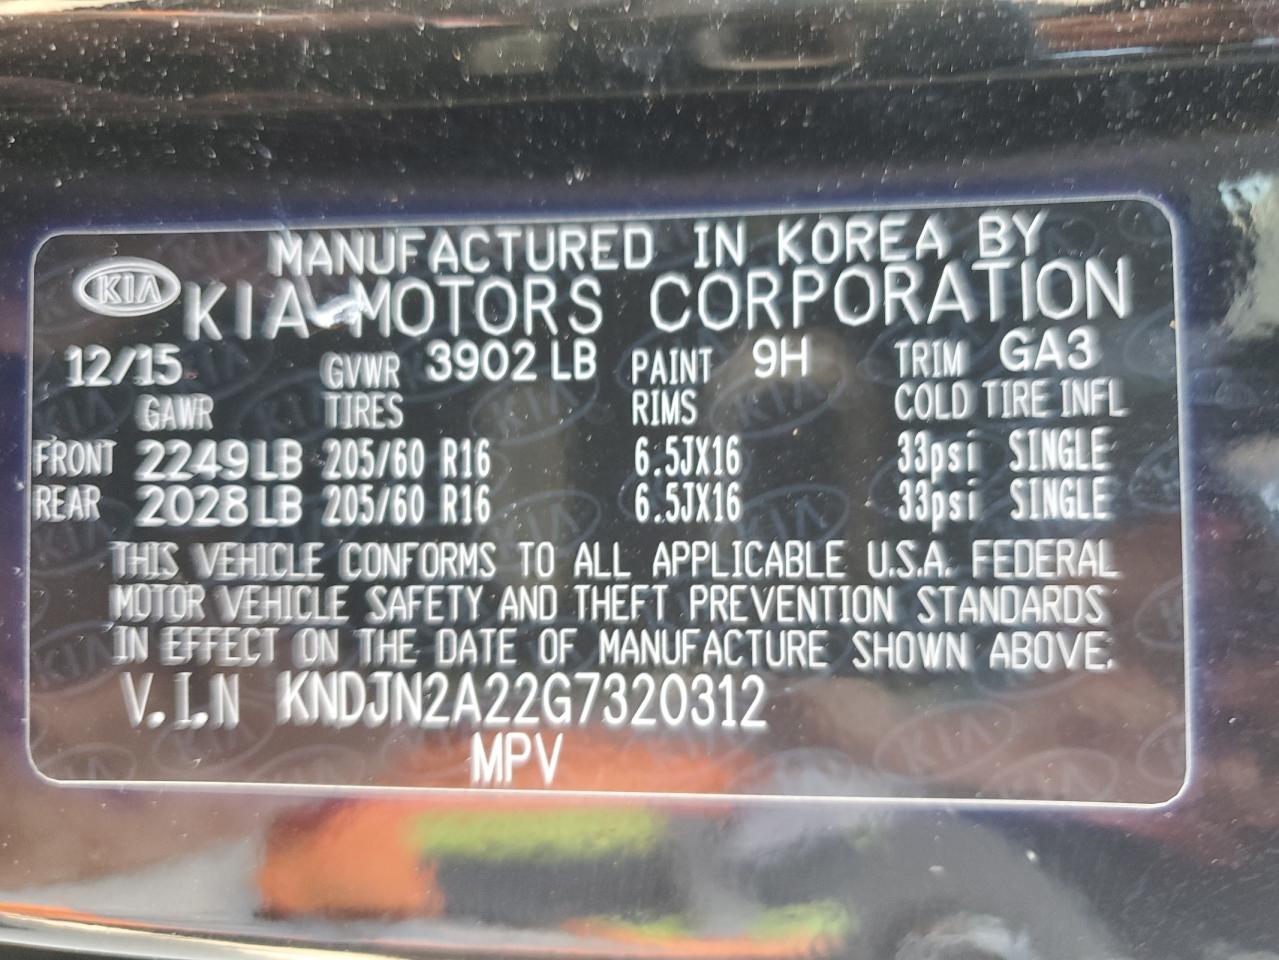 MANUFACTURED IN KOREA BY
KIA KIA MOTORS CORPORATION
12/15 GVWR 3902 LB PAINT 9H TRIM GA3
GAWR TIRES RIMS COLD TIRE INFL
FRONT 2249 LB 205/60 R16 6.5JX16 33psi SINGLE
REAR 2028 LB 205/60 R16 6.5JX16 33psi SINGLE
THIS VEHICLE CONFORMS TO ALL APPLICABLE U.S.A. FEDERAL
MOTOR VEHICLE SAFETY AND THEFT PREVENTION STANDARDS
IN EFFECT ON THE DATE OF MANUFACTURE SHOWN ABOVE.
V.I.N KNDJN2A22G7320312
MPV